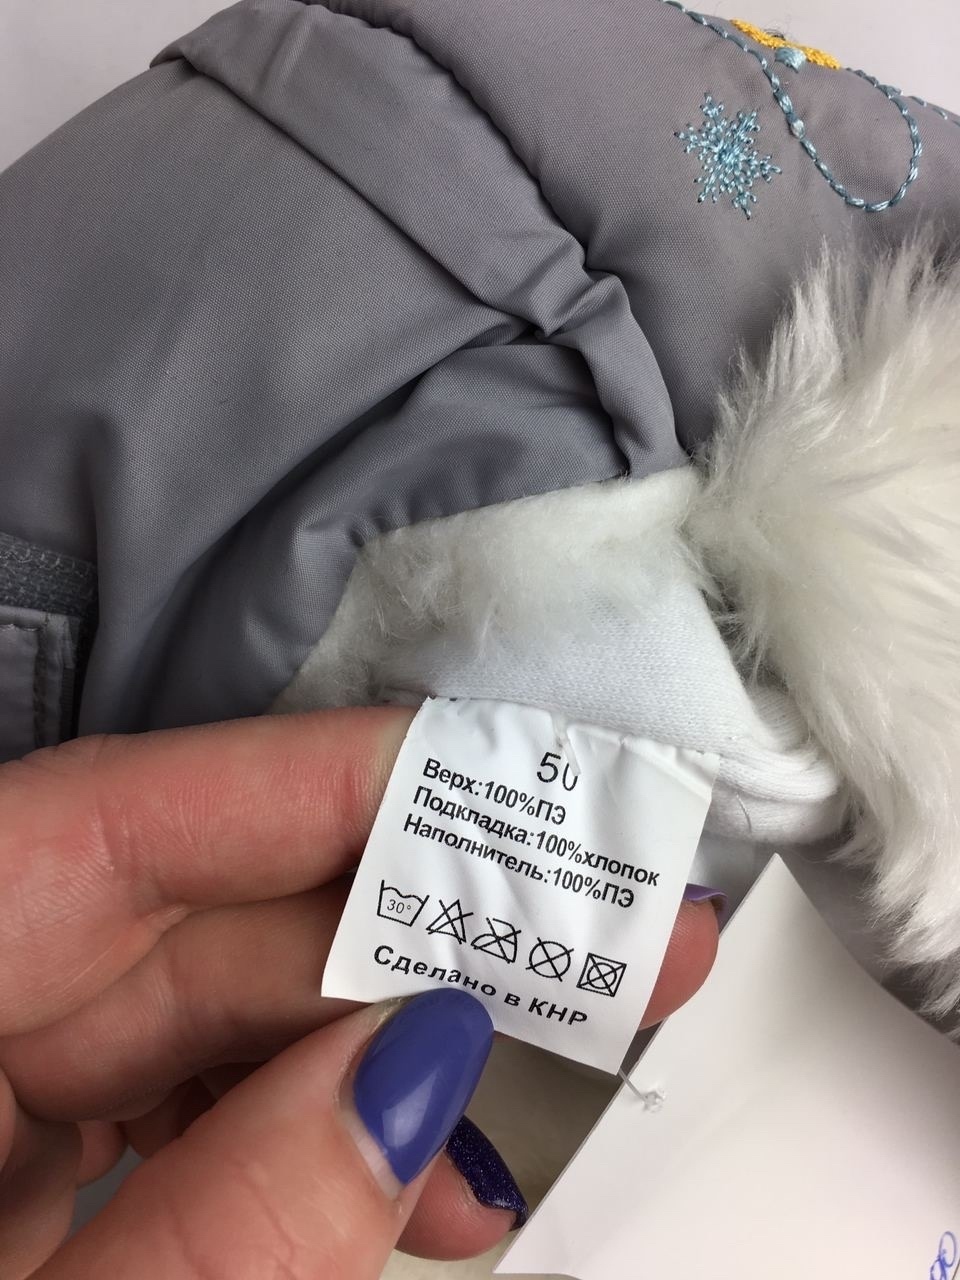 50
Верх:100%ПЭ
Подкладка:100%хлопок
Наполнитель:100%ПЭ
30°
Сделано в КНР